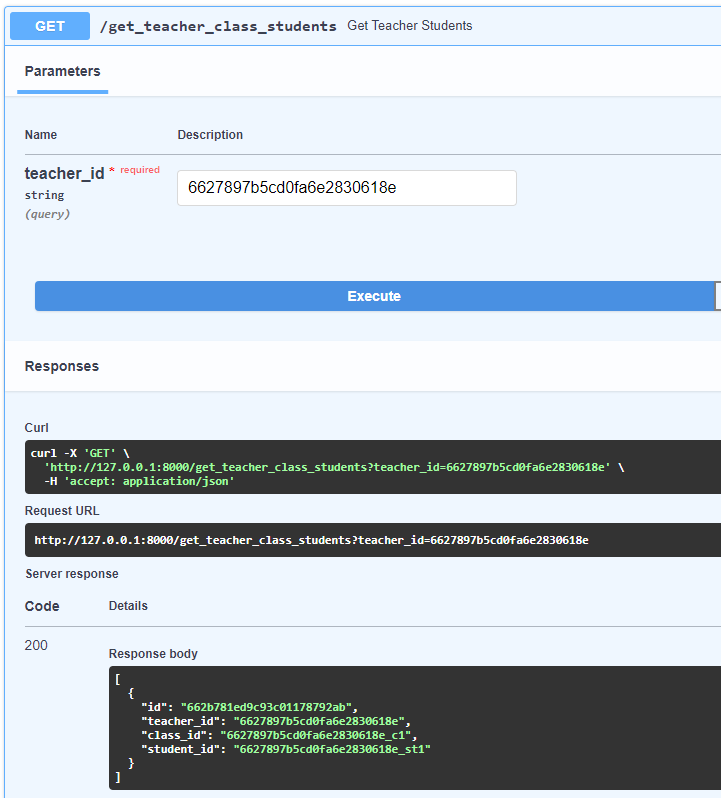 GET /get_teacher_class_students Get Teacher Students
Parameters
Name Description
teacher_id * required
6627897b5cd0fa6e2830618e
string
(query)
Execute
Responses
Curl
curl -X 'GET' \
'http://127.0.0.1:8000/get_teacher_class_students?teacher_id=6627897b5cd0fa6e2830618e' \
-H 'accept: application/json'
Request URL
http://127.0.0.1:8000/get_teacher_class_students?teacher_id=6627897b5cd0fa6e2830618e
Server response
Code Details
200
Response body
[
{
"id": "662b781ed9c93c01178792ab",
"teacher_id": "6627897b5cd0fa6e2830618e",
"class_id": "6627897b5cd0fa6e2830618e_c1",
"student_id": "6627897b5cd0fa6e2830618e_st1"
}
]